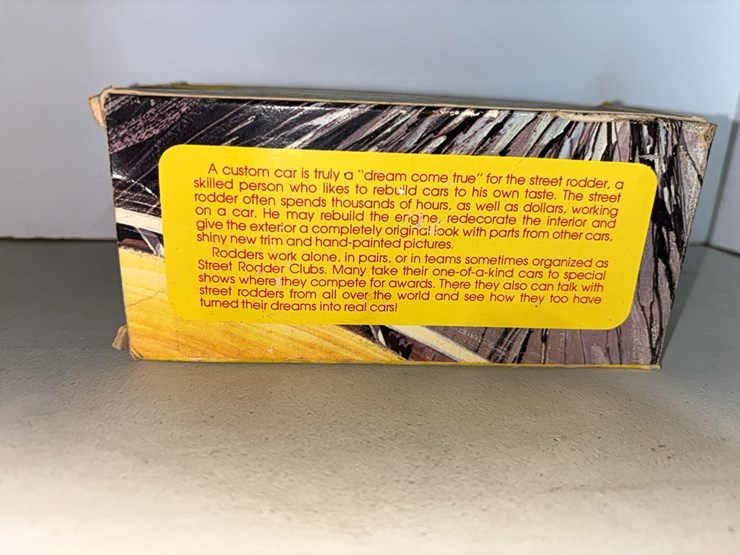 A custom car is truly a "dream come true" for the street rodder, a
skilled person who likes to rebuild cars to his own taste. The street
rodder often spends thousands of hours, as well as dollars, working
on a car. He may rebuild the engine, redecorate the interior and
give the exterior a completely original look with parts from other cars,
shiny new trim and hand-painted pictures.
Rodders work alone, in pairs, or in teams sometimes organized as
Street Rodder Clubs. Many take their one-of-a-kind cars to special
shows where they compete for awards. There they also can talk with
street rodders from all over the world and see how they too have
turned their dreams into real cars!